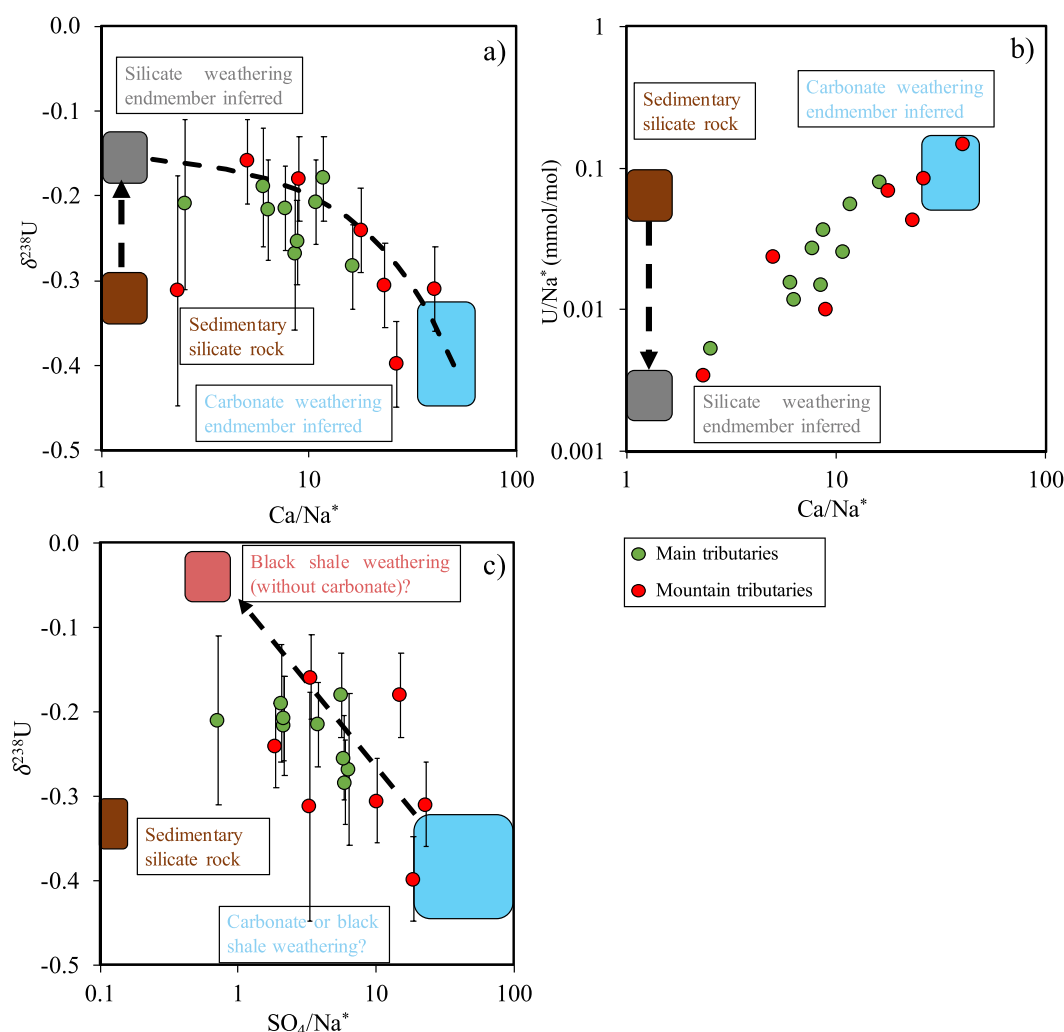 a)
0.0
-0.1
-0.2
-0.3
-0.4
-0.5
δ²³⁸U
Silicate weathering
endmember inferred
Sedimentary
silicate rock
Carbonate weathering
endmember inferred
1
10
100
Ca/Na*
b)
1
0.1
0.01
0.001
U/Na* (mmol/mol)
Sedimentary
silicate rock
Carbonate weathering
endmember inferred
Silicate weathering
endmember inferred
1
10
100
Ca/Na*
Main tributaries
Mountain tributaries
c)
0.0
-0.1
-0.2
-0.3
-0.4
-0.5
δ²³⁸U
Black shale weathering
(without carbonate)?
Sedimentary
silicate rock
Carbonate or black
shale weathering?
0.1
1
10
100
SO₄/Na*